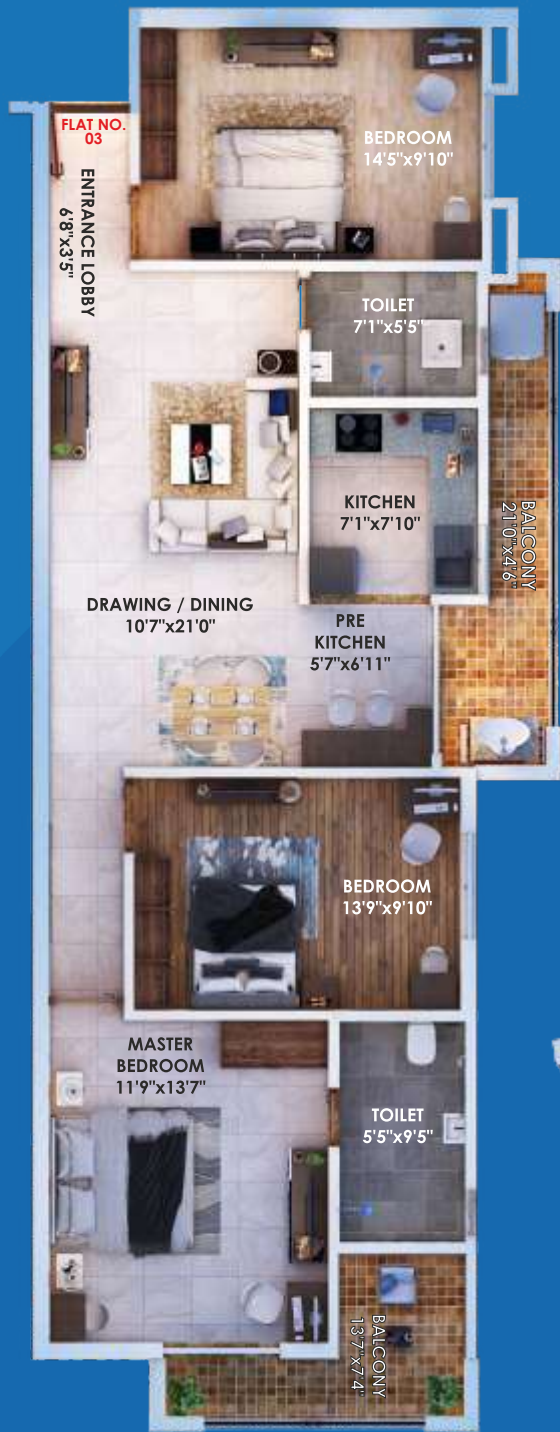 FLAT NO.
03
ENTRANCE LOBBY
6'8"x3'5"
BEDROOM
14'5"x9'10"
TOILET
7'1"x5'5"
KITCHEN
7'1"x7'10"
BALCONY
21'0"x4'6"
DRAWING / DINING
10'7"x21'0"
PRE
KITCHEN
5'7"x6'11"
BEDROOM
13'9"x9'10"
MASTER
BEDROOM
11'9"x13'7"
TOILET
5'5"x9'5"
BALCONY
13'7"x7'4"